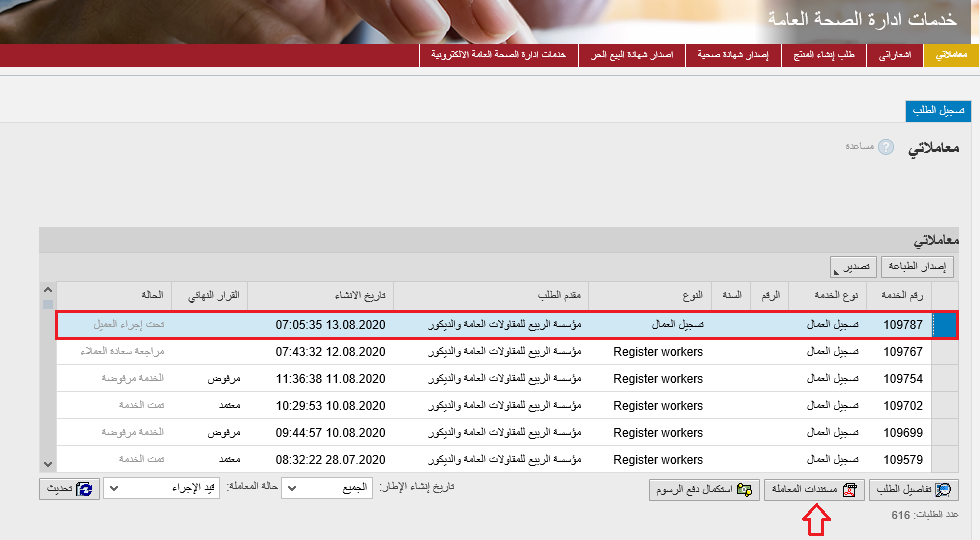 خدمات ادارة الصحة العامة
معاملاتي اشعاراتى طلب إنشاء المنتج إصدار شهادة صحية اصدار شهادة البيع الحر خدمات ادارة الصحة العامة الالكترونية
تسجيل الطلب
معاملاتي ? مساعدة
معاملاتي
إصدار الطباعة تصدير
رقم الخدمة نوع الخدمة الرقم السنة النوع مقدم الطلب تاريخ الانشاء القرار النهائي الحالة
109787 تسجيل العمال تسجيل العمال مؤسسة الربيع للمقاولات العامة والديكور 07:05:35 13.08.2020 تحت إجراء العميل
109767 تسجيل العمال Register workers مؤسسة الربيع للمقاولات العامة والديكور 07:43:32 12.08.2020 مراجعة سعادة العملاء
109754 تسجيل العمال Register workers مؤسسة الربيع للمقاولات العامة والديكور 11:36:38 11.08.2020 مرفوض الخدمة مرفوضة
109702 تسجيل العمال Register workers مؤسسة الربيع للمقاولات العامة والديكور 10:29:53 10.08.2020 معتمد تمت الخدمة
109699 تسجيل العمال Register workers مؤسسة الربيع للمقاولات العامة والديكور 09:44:57 10.08.2020 مرفوض الخدمة مرفوضة
109579 تسجيل العمال Register workers مؤسسة الربيع للمقاولات العامة والديكور 08:32:22 28.07.2020 معتمد تمت الخدمة
تفاصيل الطلب مستندات المعاملة استكمال دفع الرسوم تاريخ إنشاء الإطار: الجميع حالة المعاملة: قيد الإجراء تحديث
عدد الطلبات: 616